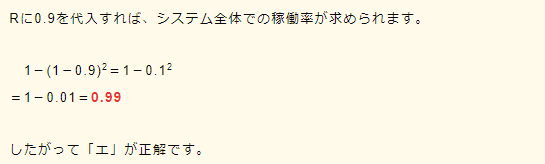 Rに0.9を代入すれば、システム全体での稼働率が求められます。
1－(1－0.9)²＝1－0.1²
＝1－0.01＝0.99
したがって「エ」が正解です。